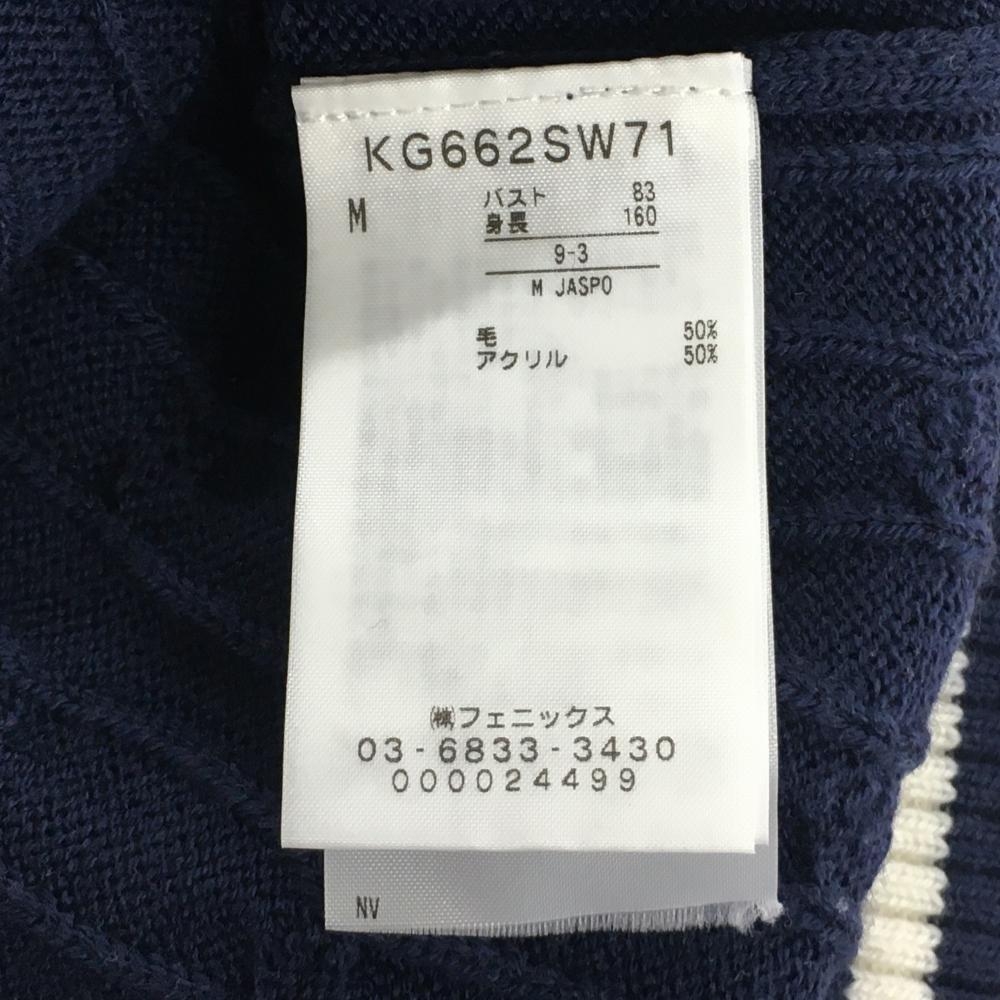 KG662SW71
M バスト 83
身長 160
9-3
M JASPO
毛 50%
アクリル 50%
㈱フェニックス
03-6833-3430
000024499
NV